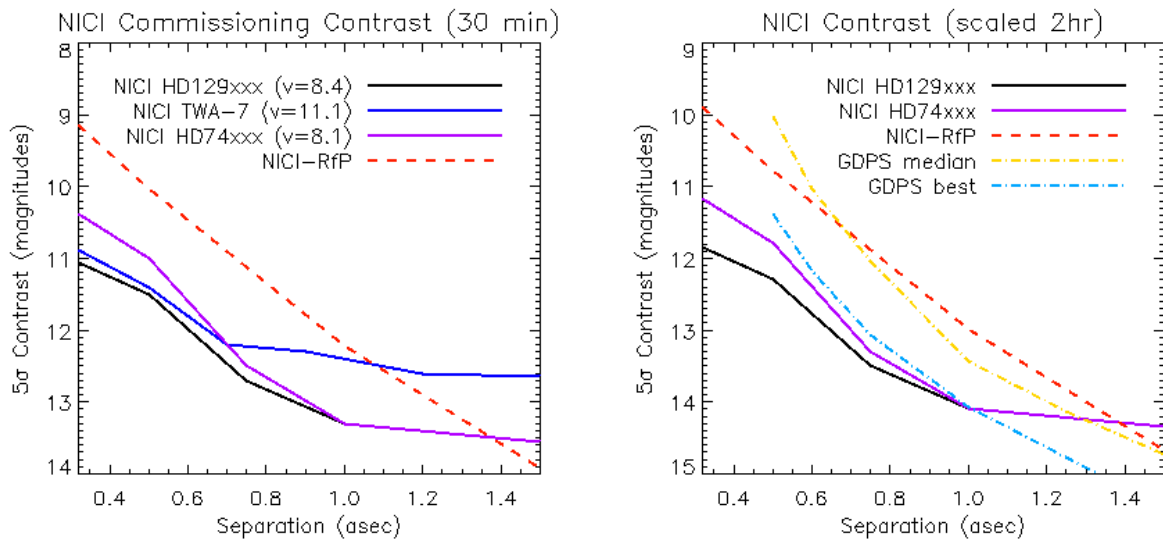 NICI Commissioning Contrast (30 min)
8
9
10
11
12
13
14
5σ Contrast (magnitudes)
NICI HD129xxx (v=8.4)
NICI TWA-7 (v=11.1)
NICI HD74xxx (v=8.1)
NICI-RfP
0.4 0.6 0.8 1.0 1.2 1.4
Separation (asec)
NICI Contrast (scaled 2hr)
9
10
11
12
13
14
15
5σ Contrast (magnitudes)
NICI HD129xxx
NICI HD74xxx
NICI-RfP
GDPS median
GDPS best
0.4 0.6 0.8 1.0 1.2 1.4
Separation (asec)